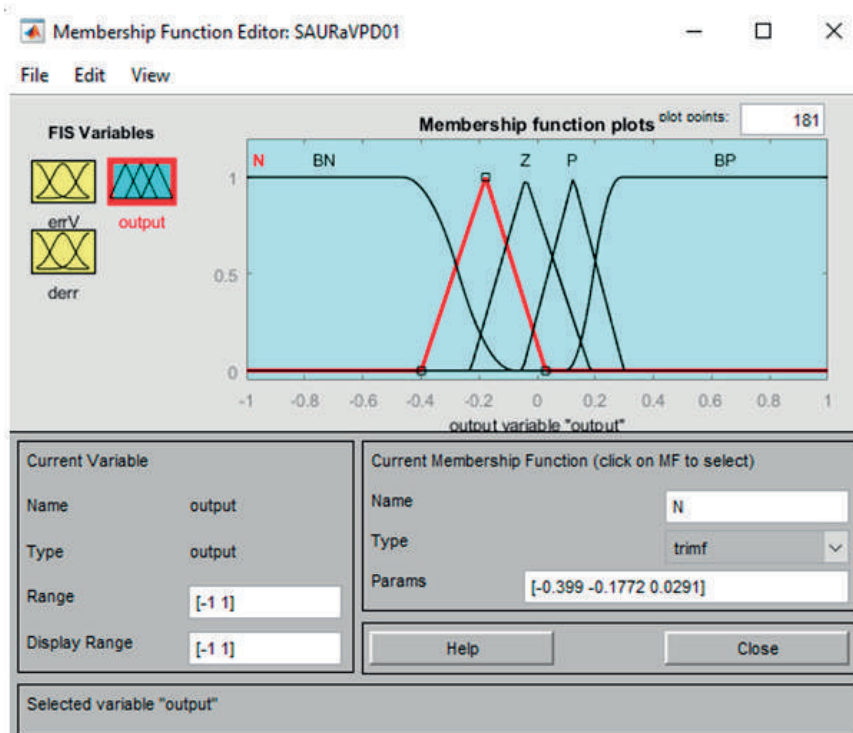 Membership Function Editor: SAURaVPD01
File Edit View
FIS Variables
Membership function plots plot points: 181
errV output
derr
N BN Z P BP
1
0.5
0
-1 -0.8 -0.6 -0.4 -0.2 0 0.2 0.4 0.6 0.8 1
output variable "output"
Current Variable
Name output
Type output
Range [-1 1]
Display Range [-1 1]
Current Membership Function (click on MF to select)
Name N
Type trimf
Params [-0.399 -0.1772 0.0291]
Help Close
Selected variable "output"